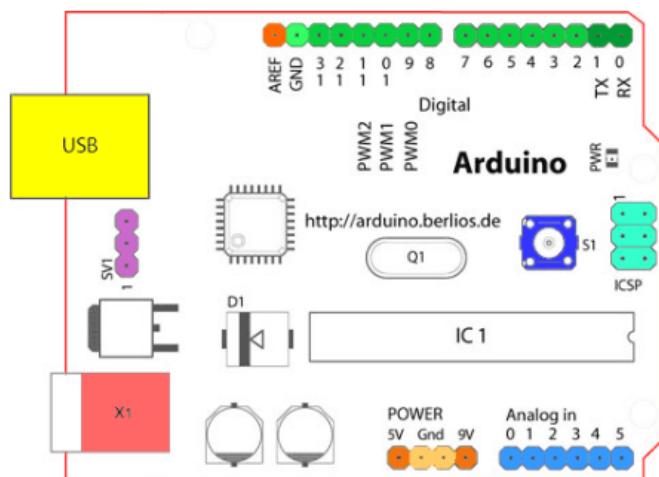 AREF GND 13 12 11 10 9 8 7 6 5 4 3 2 1 0
TX RX
Digital
PWM2 PWM1 PWM0
USB
Arduino
PWR
1
http://arduino.berlios.de
S1
SV1
1
Q1
ICSP
D1
IC 1
X1
POWER
Analog in
5V Gnd 9V
0 1 2 3 4 5